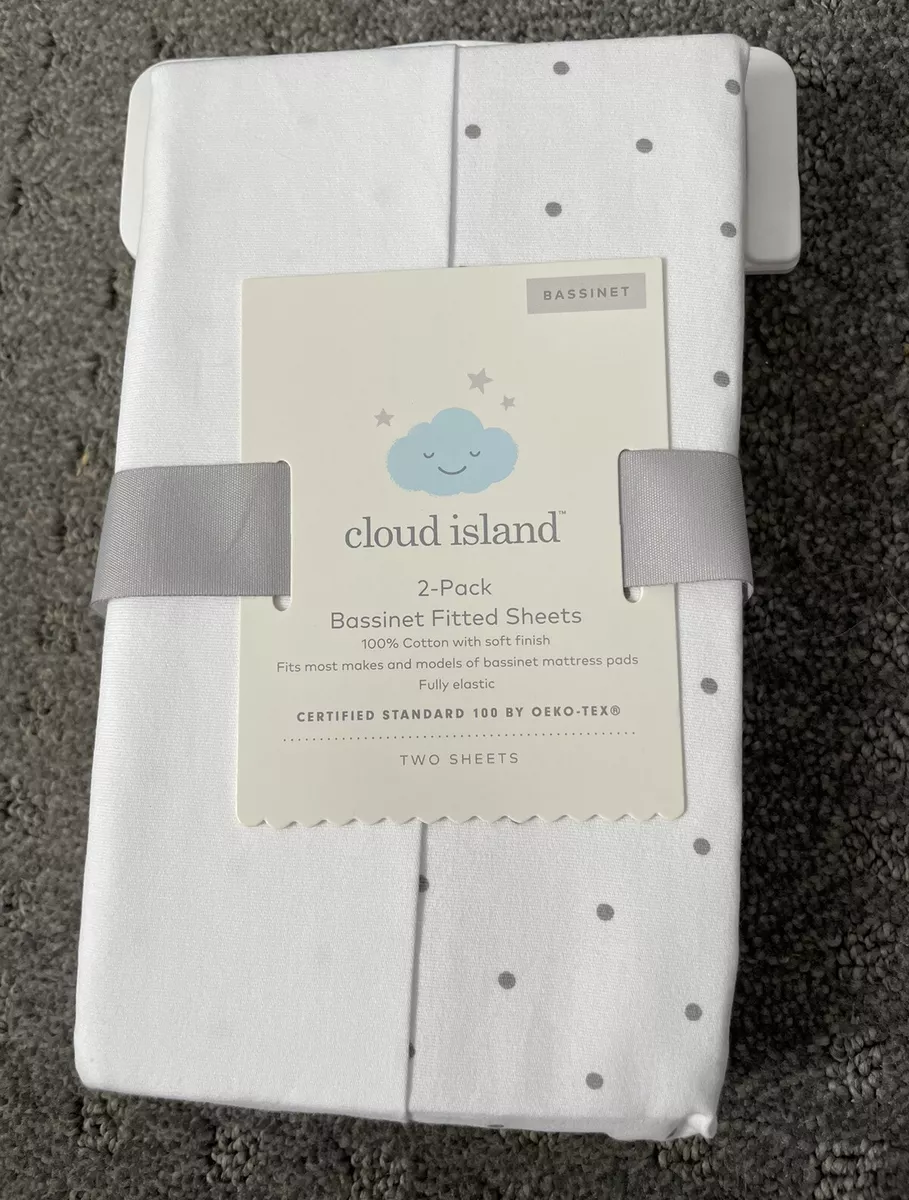 BASSINET
cloud island™
2-Pack
Bassinet Fitted Sheets
100% Cotton with soft finish
Fits most makes and models of bassinet mattress pads
Fully elastic
CERTIFIED STANDARD 100 BY OEKO-TEX®
TWO SHEETS